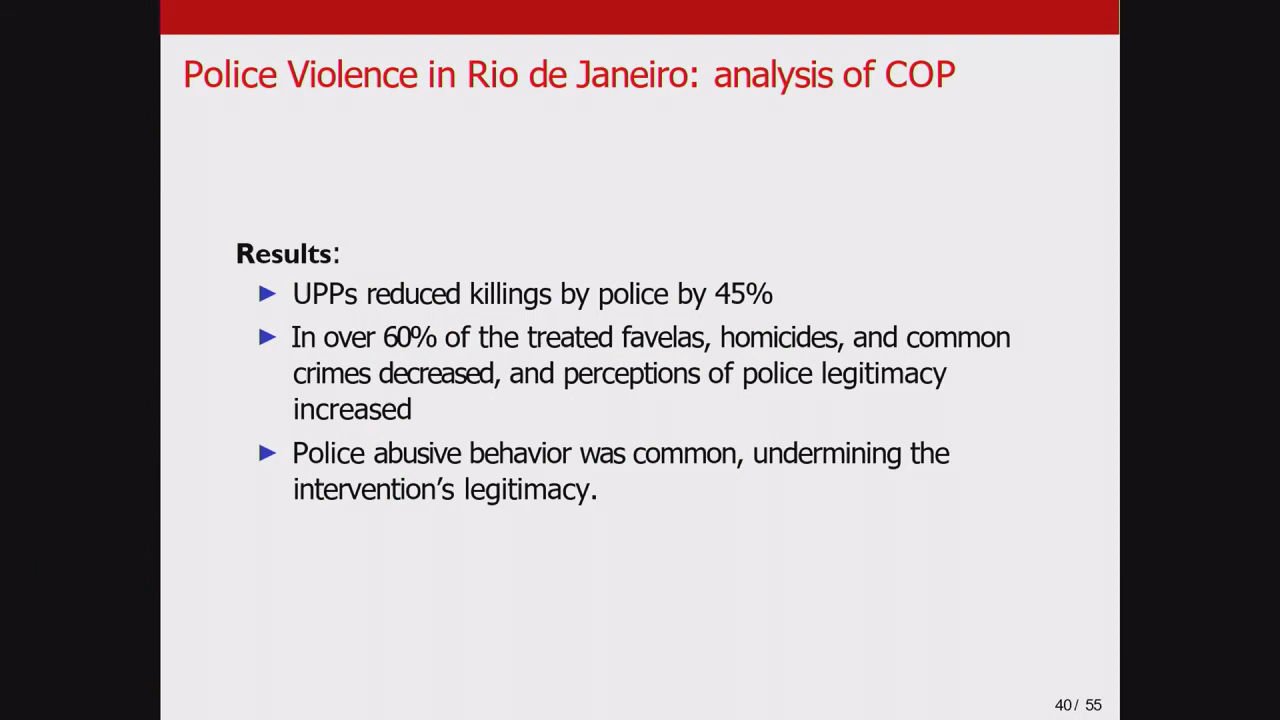 Police Violence in Rio de Janeiro: analysis of COP
Results:
▶ UPPs reduced killings by police by 45%
▶ In over 60% of the treated favelas, homicides, and common
crimes decreased, and perceptions of police legitimacy
increased
▶ Police abusive behavior was common, undermining the
intervention’s legitimacy.
40 / 55